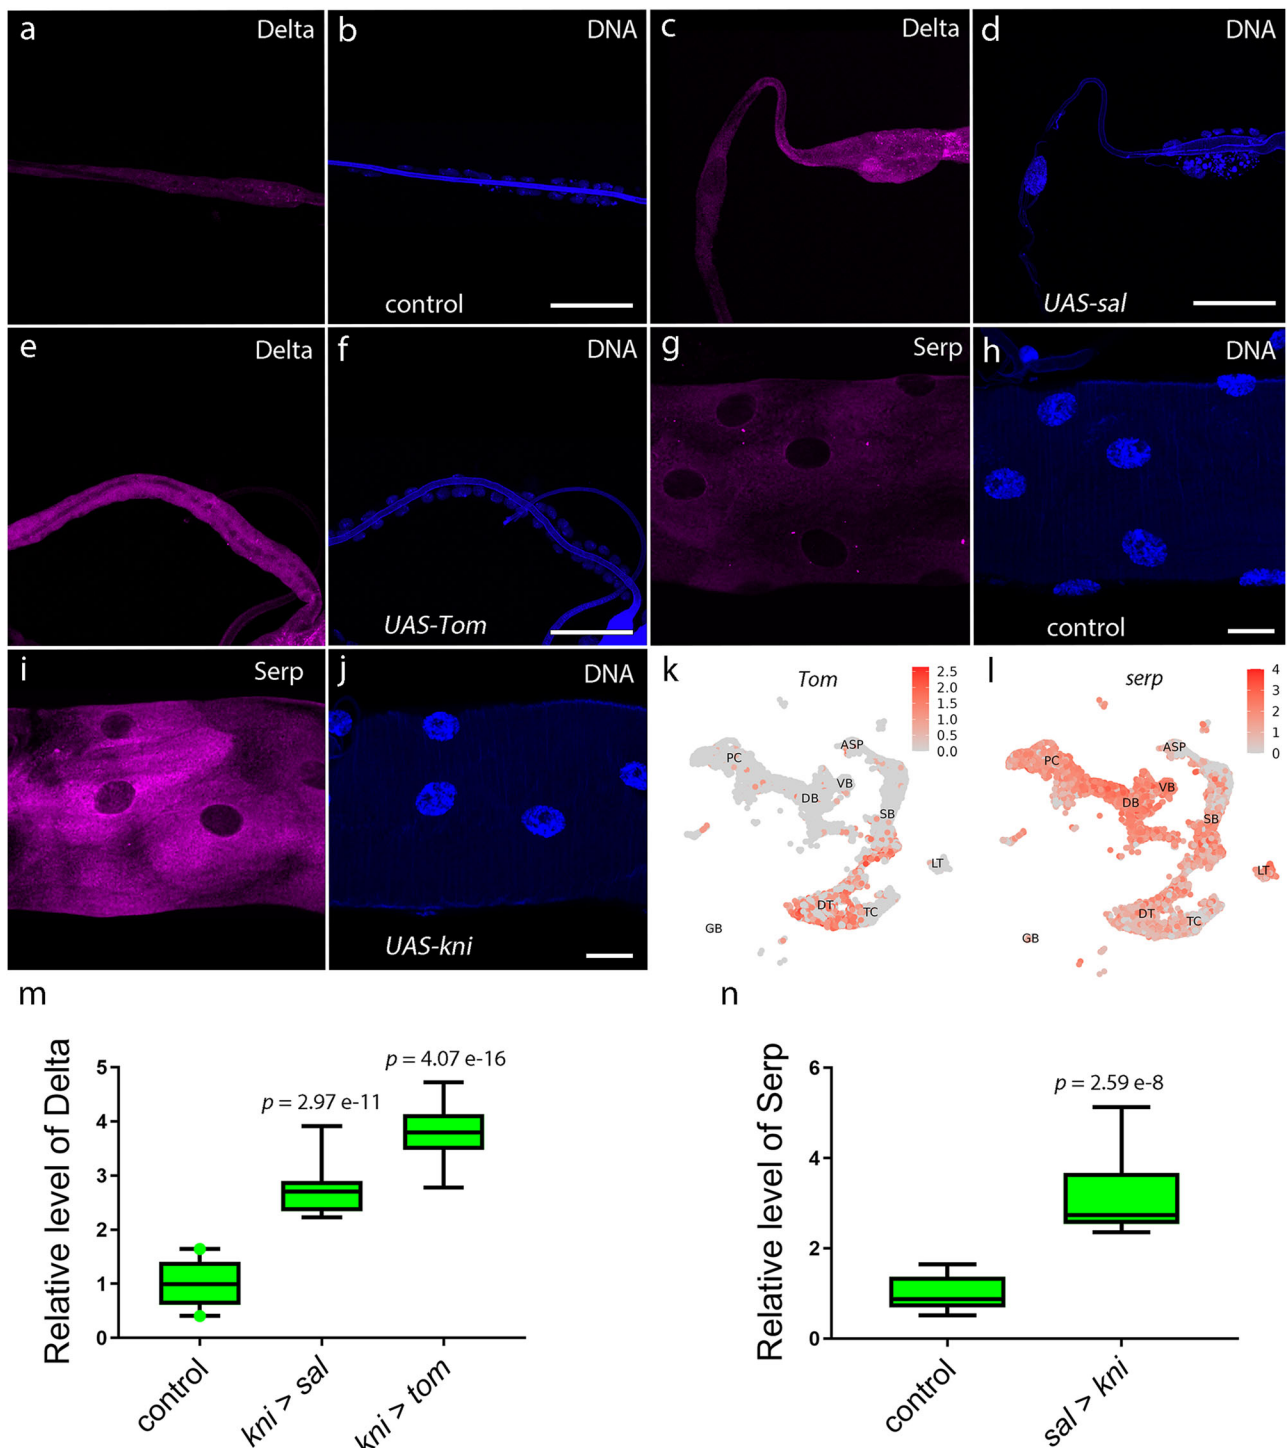 a Delta b DNA c Delta d DNA
control UAS-sal
e Delta f DNA g Serp h DNA
UAS-Tom control
i Serp j DNA k Tom l serp
2.5
2.0
1.5
1.0
0.5
0.0
PC
ASP
VB
DB
SB
LT
DT
TC
GB
4
3
2
1
0
PC
ASP
VB
DB
SB
LT
DT
TC
GB
UAS-kni
m
Relative level of Delta
5
4
3
2
1
0
p = 2.97 e-11
p = 4.07 e-16
control
kni > sal
kni > tom
n
Relative level of Serp
6
4
2
0
p = 2.59 e-8
control
sal > kni